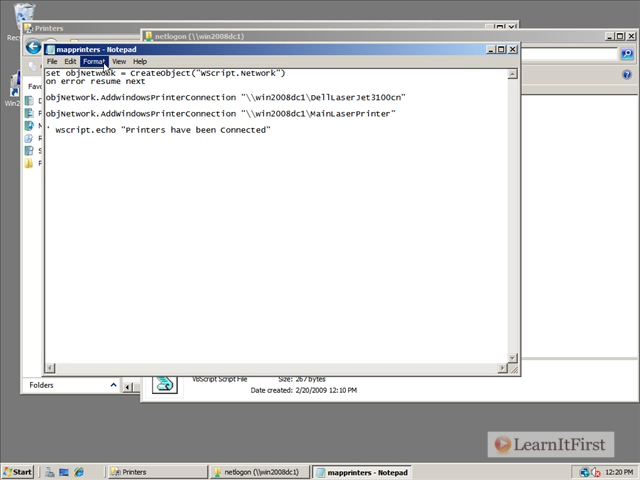 Recyc
Printers
netlogon (\\win2008dc1)
mapprinters - Notepad
File Edit Format View Help
set objNetwork = CreateObject("WScript.Network")
on error resume next
objNetwork.AddWindowsPrinterConnection "\\win2008dc1\DellLaserJet3100cn"
objNetwork.AddWindowsPrinterConnection "\\win2008dc1\MainLaserPrinter"
' wscript.echo "Printers have been Connected"
Favo
Win2
Folders
VBScript Script File
Size: 267 bytes
Date created: 2/20/2009 12:10 PM
LearnItFirst
Start
Printers
netlogon (\\win2008dc1)
mapprinters - Notepad
12:20 PM